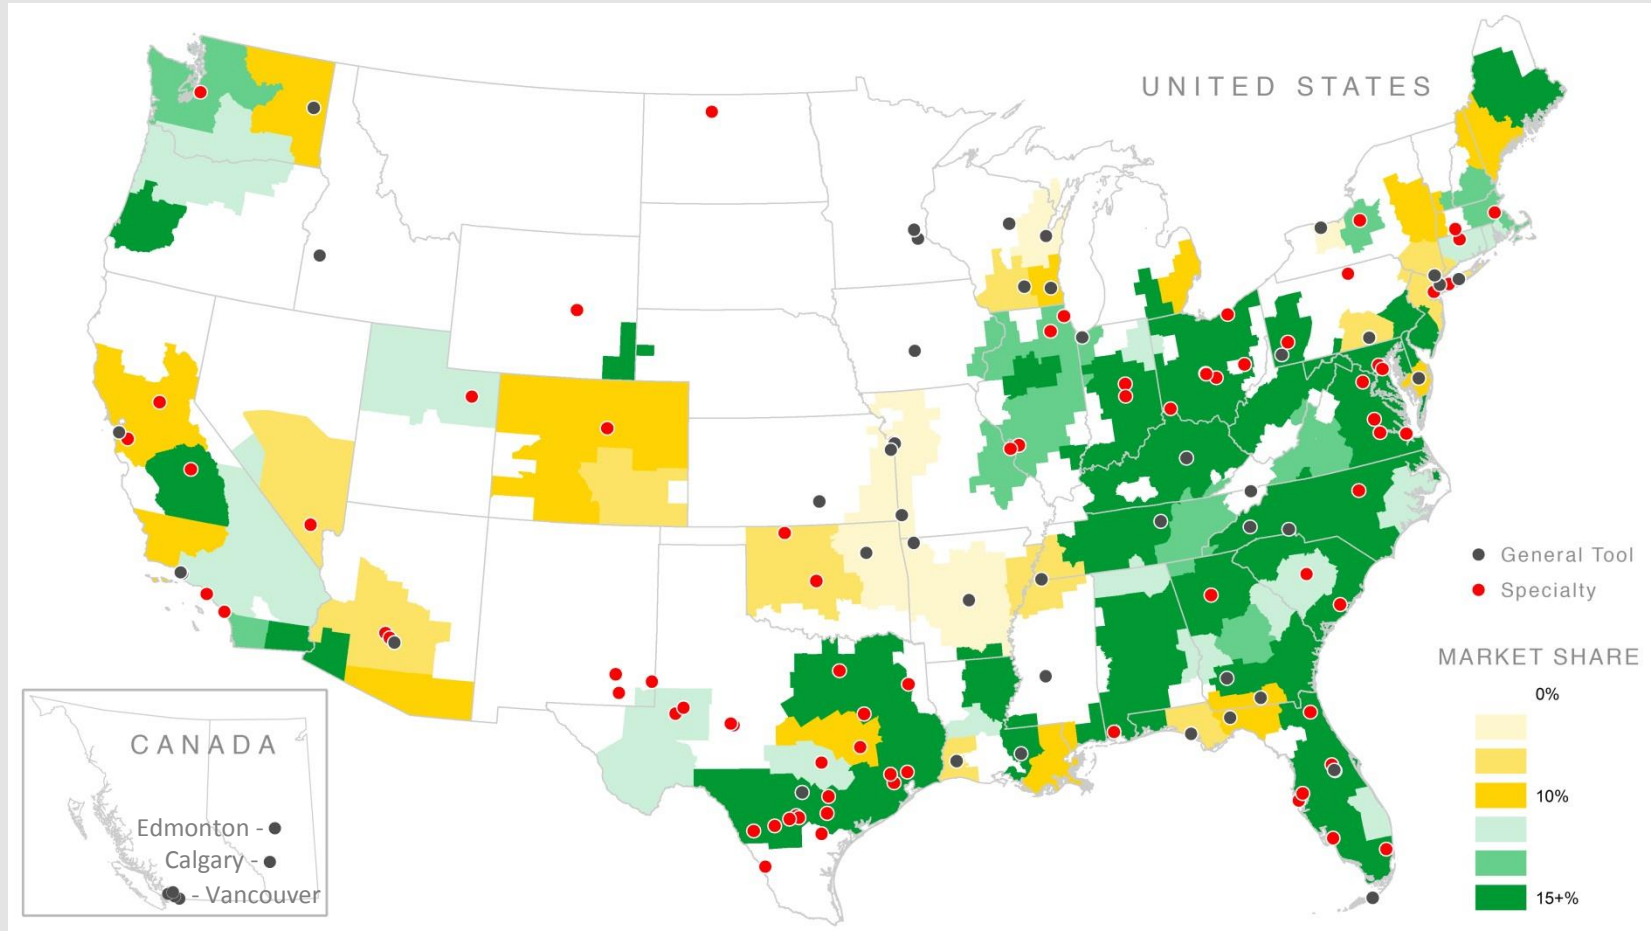 UNITED STATES
General Tool
Specialty
MARKET SHARE
0%
10%
15+%
CANADA
Edmonton -
Calgary -
- Vancouver